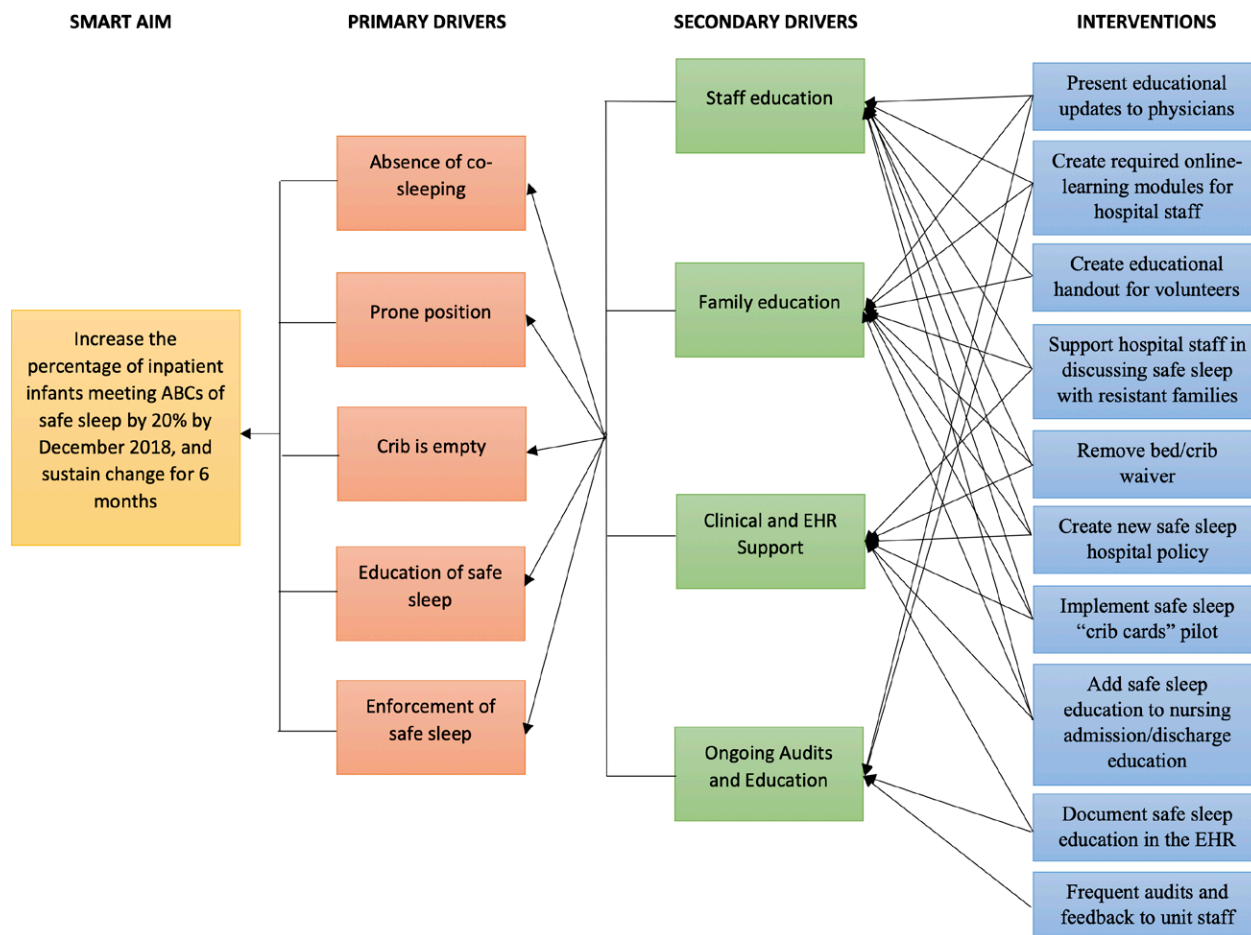 SMART AIM
PRIMARY DRIVERS
SECONDARY DRIVERS
INTERVENTIONS
Increase the
percentage of inpatient
infants meeting ABCs of
safe sleep by 20% by
December 2018, and
sustain change for 6
months
Absence of co-
sleeping
Prone position
Crib is empty
Education of safe
sleep
Enforcement of
safe sleep
Staff education
Family education
Clinical and EHR
Support
Ongoing Audits
and Education
Present educational
updates to physicians
Create required online-
learning modules for
hospital staff
Create educational
handout for volunteers
Support hospital staff in
discussing safe sleep
with resistant families
Remove bed/crib
waiver
Create new safe sleep
hospital policy
Implement safe sleep
“crib cards” pilot
Add safe sleep
education to nursing
admission/discharge
education
Document safe sleep
education in the EHR
Frequent audits and
feedback to unit staff